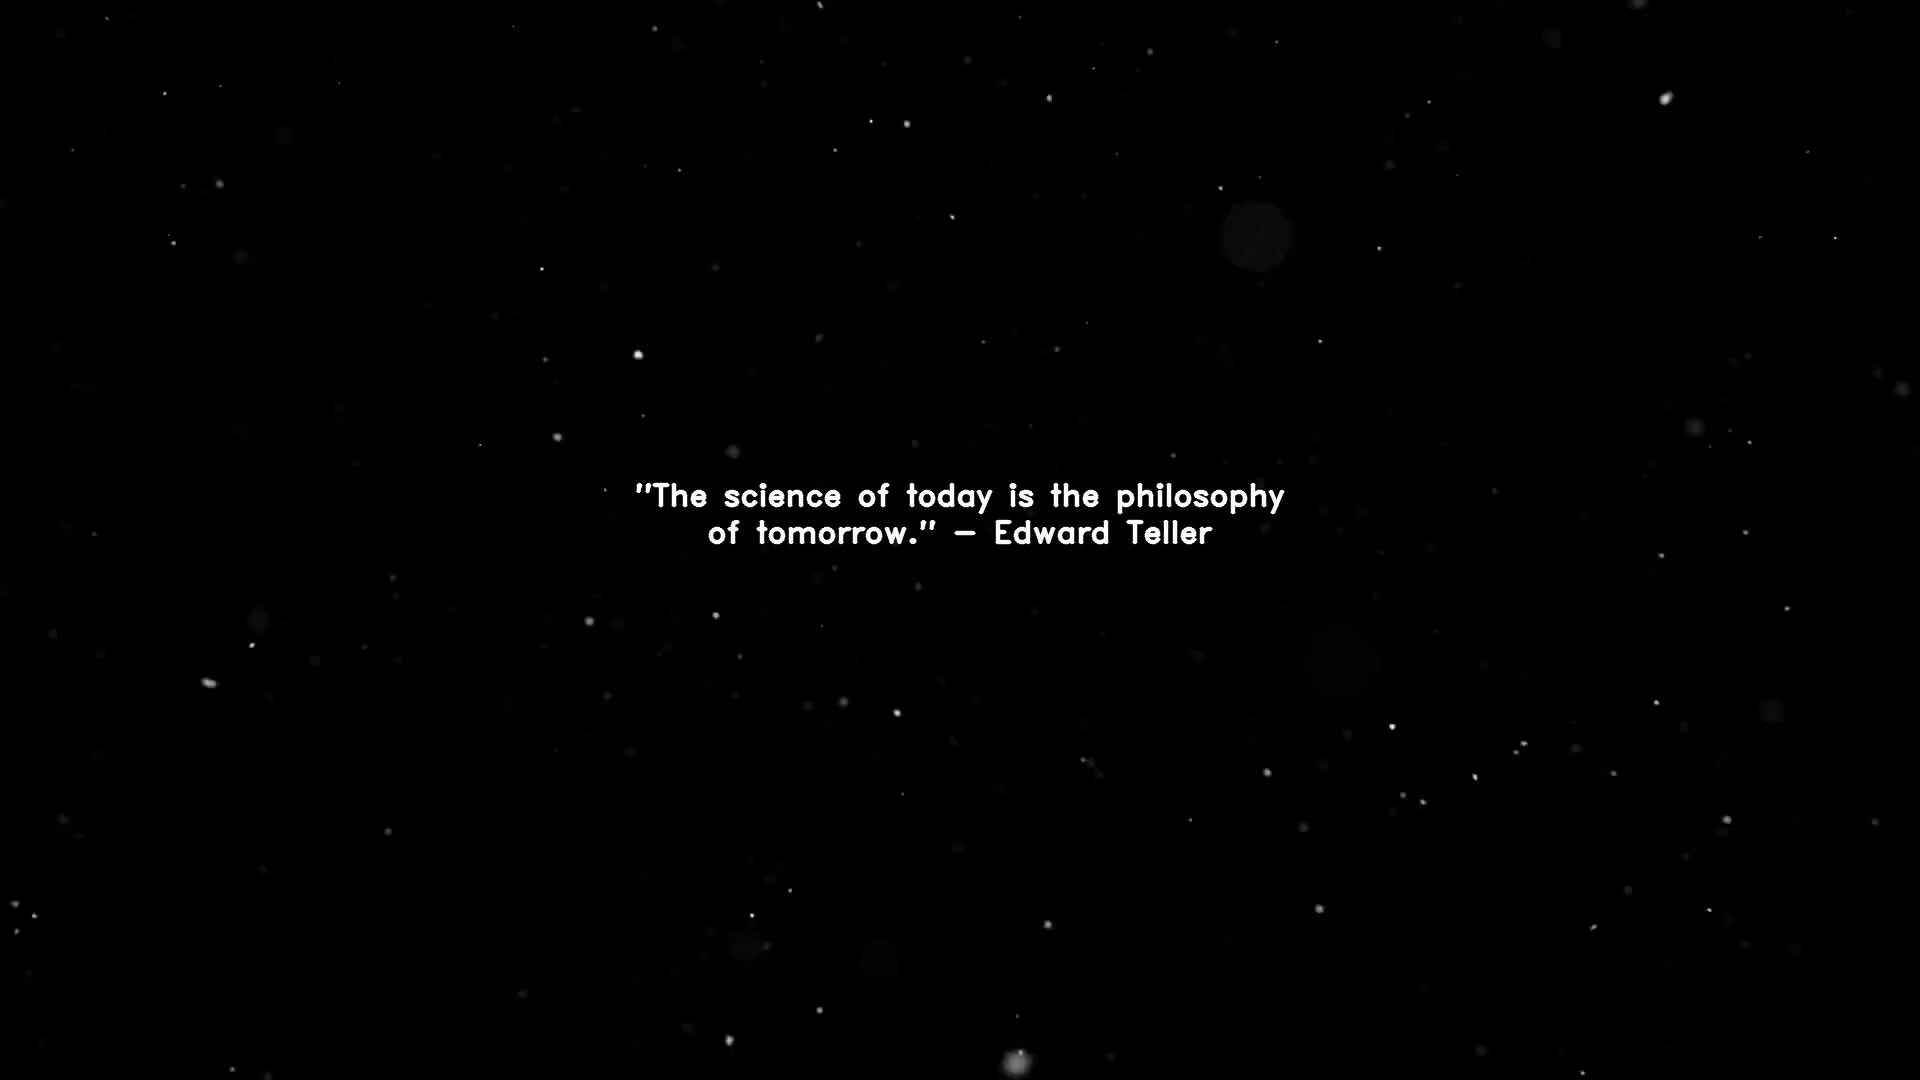 "The science of today is the philosophy
of tomorrow." – Edward Teller